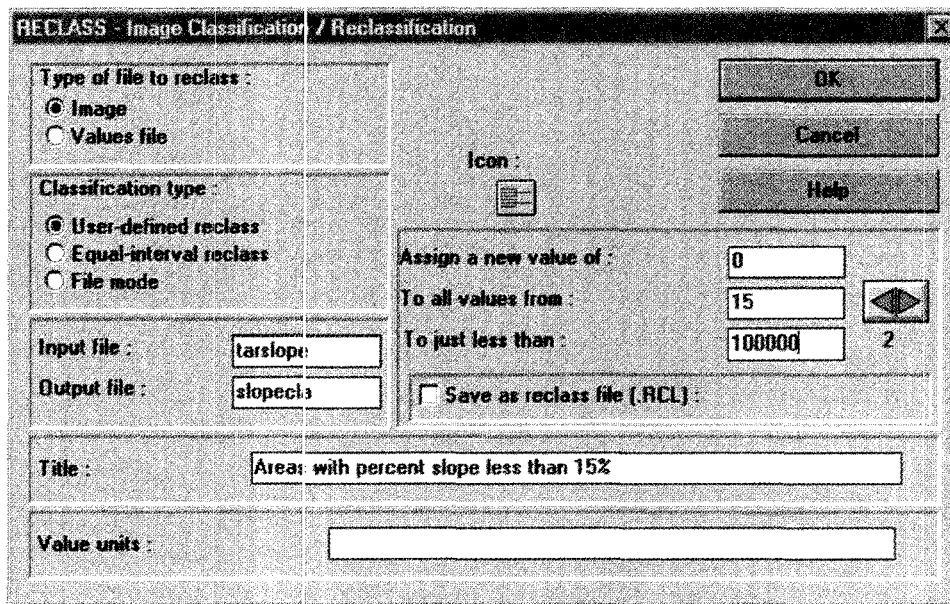 RECLASS - Image Classification / Reclassification
Type of file to reclass :
Image
Values file
OK
Cancel
Help
Icon :
Classification type :
User-defined reclass
Equal-interval reclass
File mode
Assign a new value of : 0
To all values from : 15
To just less than : 100000
2
Input file : tarslope
Output file : slopecla
Save as reclass file (.RCL) :
Title : Areas with percent slope less than 15%
Value units :